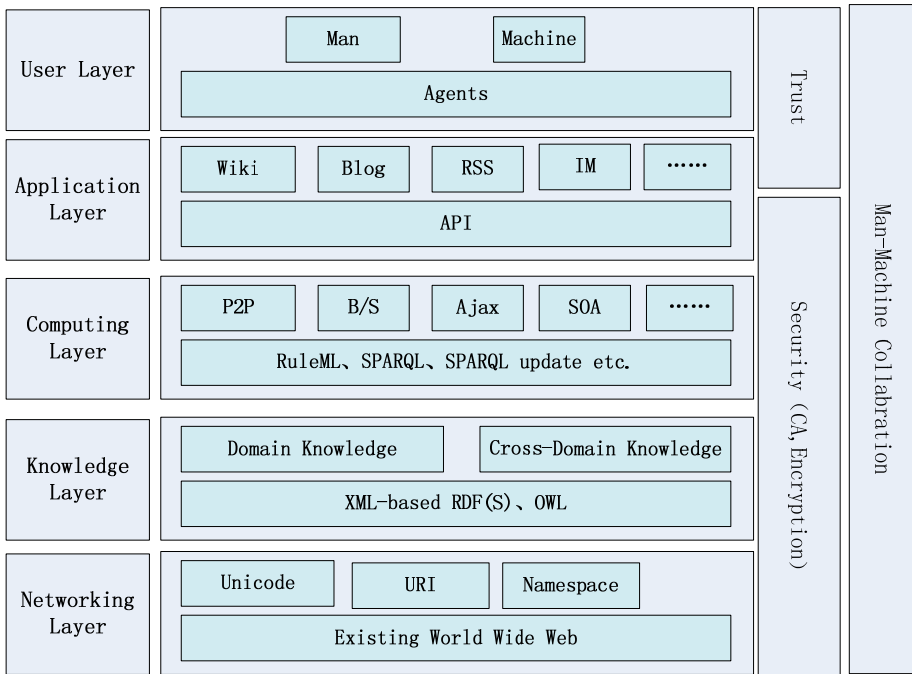 User Layer
Man
Machine
Agents
Trust
Application
Layer
Wiki
Blog
RSS
IM
……
API
Computing
Layer
P2P
B/S
Ajax
SOA
……
RuleML、SPARQL、SPARQL update etc.
Knowledge
Layer
Domain Knowledge
Cross-Domain Knowledge
XML-based RDF(S)、OWL
Networking
Layer
Unicode
URI
Namespace
Existing World Wide Web
Security (CA, Encryption)
Man-Machine Collabration